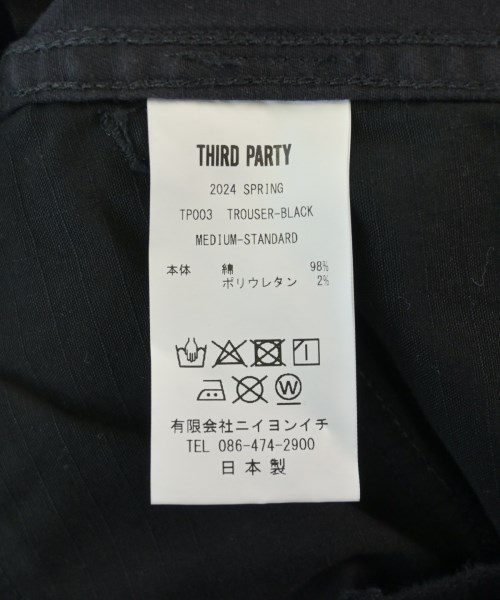 THIRD PARTY
2024 SPRING
TP003 TROUSER-BLACK
MEDIUM-STANDARD
本体 綿 98%
ポリウレタン 2%
W
有限会社ニイヨンイチ
TEL 086-474-2900
日本製